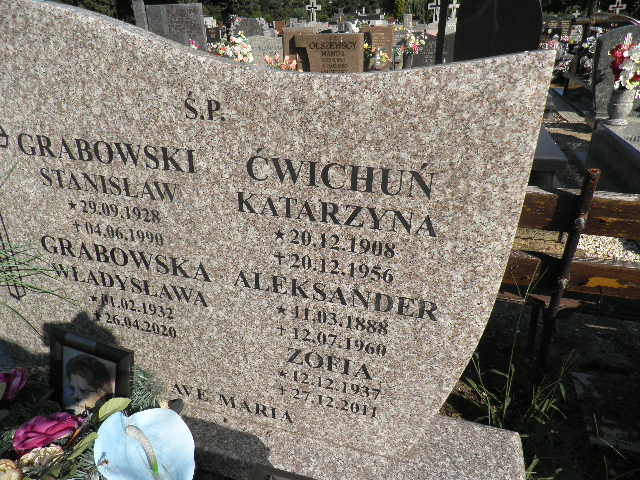 OLSZEWSCY
Ś.P.
GRABOWSKI
STANISŁAW
★29.09.1928
+04.06.1990
GRABOWSKA
WŁADYSŁAWA
★01.02.1932
+26.04.2020
ĆWICHUŃ
KATARZYNA
★20.12.1908
+20.12.1956
ALEKSANDER
★11.03.1888
+12.07.1960
ZOFIA
★12.12.1937
+27.12.2011
AVE MARIA